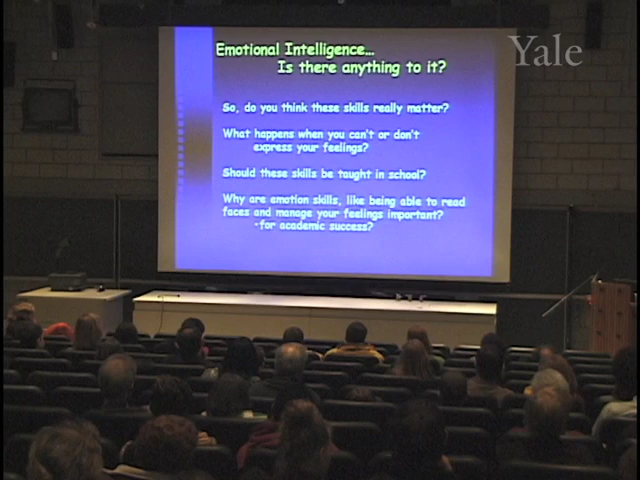 Yale
Emotional Intelligence...
Is there anything to it?
So, do you think these skills really matter?
What happens when you can't or don't
express your feelings?
Should these skills be taught in school?
Why are emotion skills, like being able to read
faces and manage your feelings important?
-for academic success?